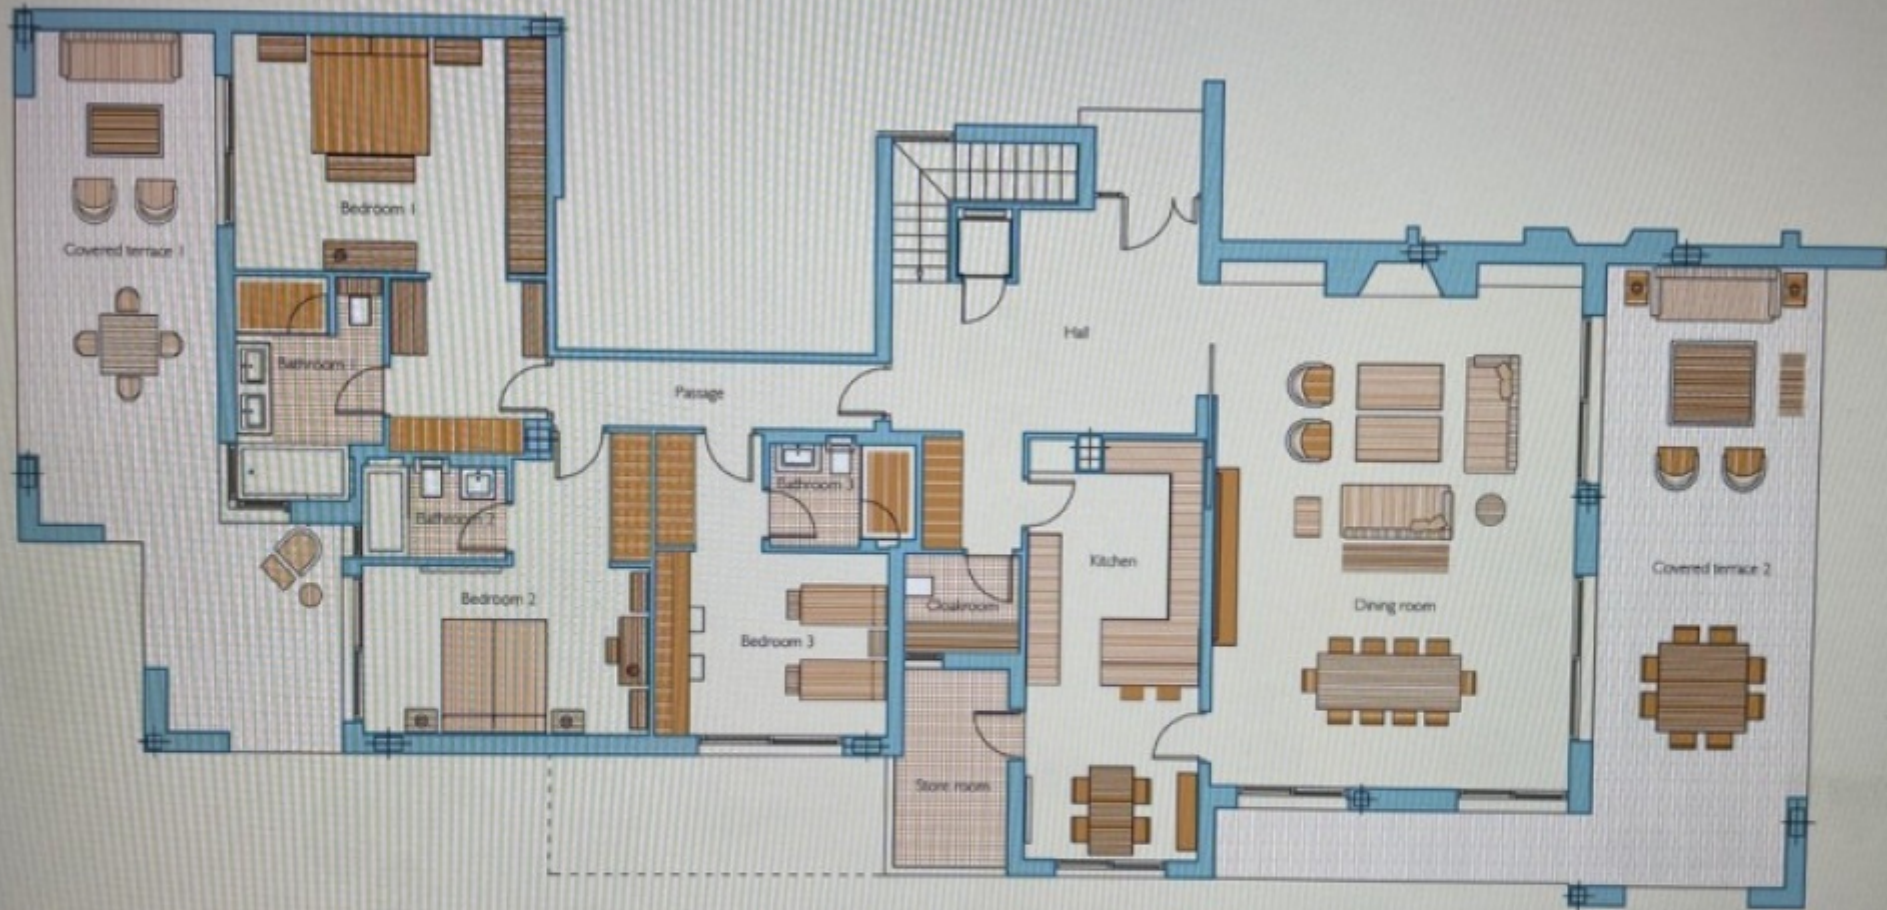 Bedroom 1
Covered terrace 1
Hall
Bathroom 1
Passage
Bathroom 3
Bathroom 2
Kitchen
Covered terrace 2
Bedroom 2
Cloakroom
Dining room
Bedroom 3
Store room